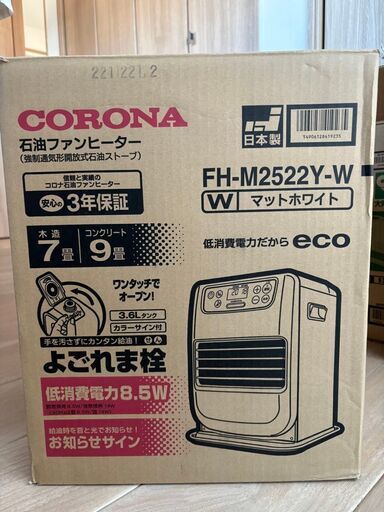 221 221 2
CORONA
石油ファンヒーター
(強制通気形開放式石油ストーブ)
信頼と実績の
コロナ石油ファンヒーター
安心の 3年保証
木造 7畳
コンクリート 9畳
ワンタッチで
オープン!
3.6Lタンク
カラーサイン付
手を汚さずにカンタン給油!
よごれま栓
せん
低消費電力8.5W
給油時を音と光でお知らせ!
お知らせサイン
日本製
FH-M2522Y-W
W マットホワイト
低消費電力だから eco